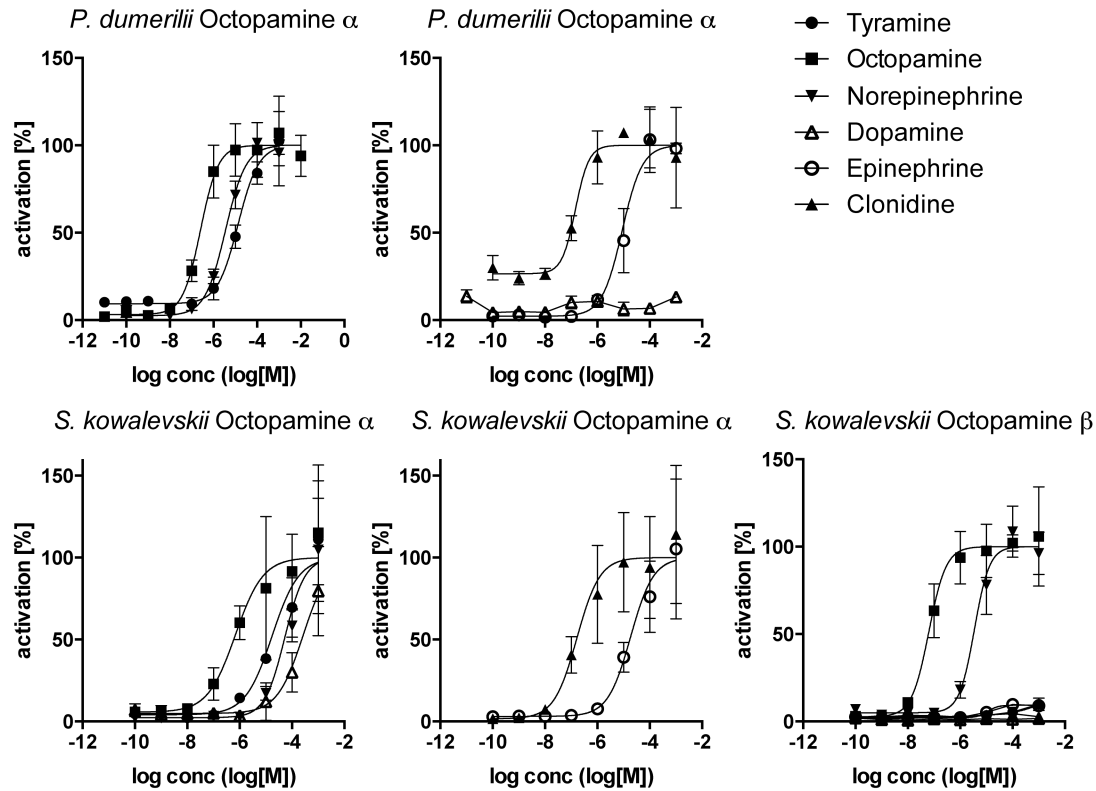 P. dumerilii Octopamine α
P. dumerilii Octopamine α
Tyramine
Octopamine
Norepinephrine
Dopamine
Epinephrine
Clonidine
activation [%]
150
100
50
0
-12 -10 -8 -6 -4 -2 0
log conc (log[M])
activation [%]
150
100
50
0
-12 -10 -8 -6 -4 -2
log conc (log[M])
S. kowalevskii Octopamine α
S. kowalevskii Octopamine α
S. kowalevskii Octopamine β
activation [%]
150
100
50
0
-12 -10 -8 -6 -4 -2
log conc (log[M])
activation [%]
150
100
50
0
-12 -10 -8 -6 -4 -2
log conc (log[M])
activation [%]
150
100
50
0
-12 -10 -8 -6 -4 -2
log conc (log[M])